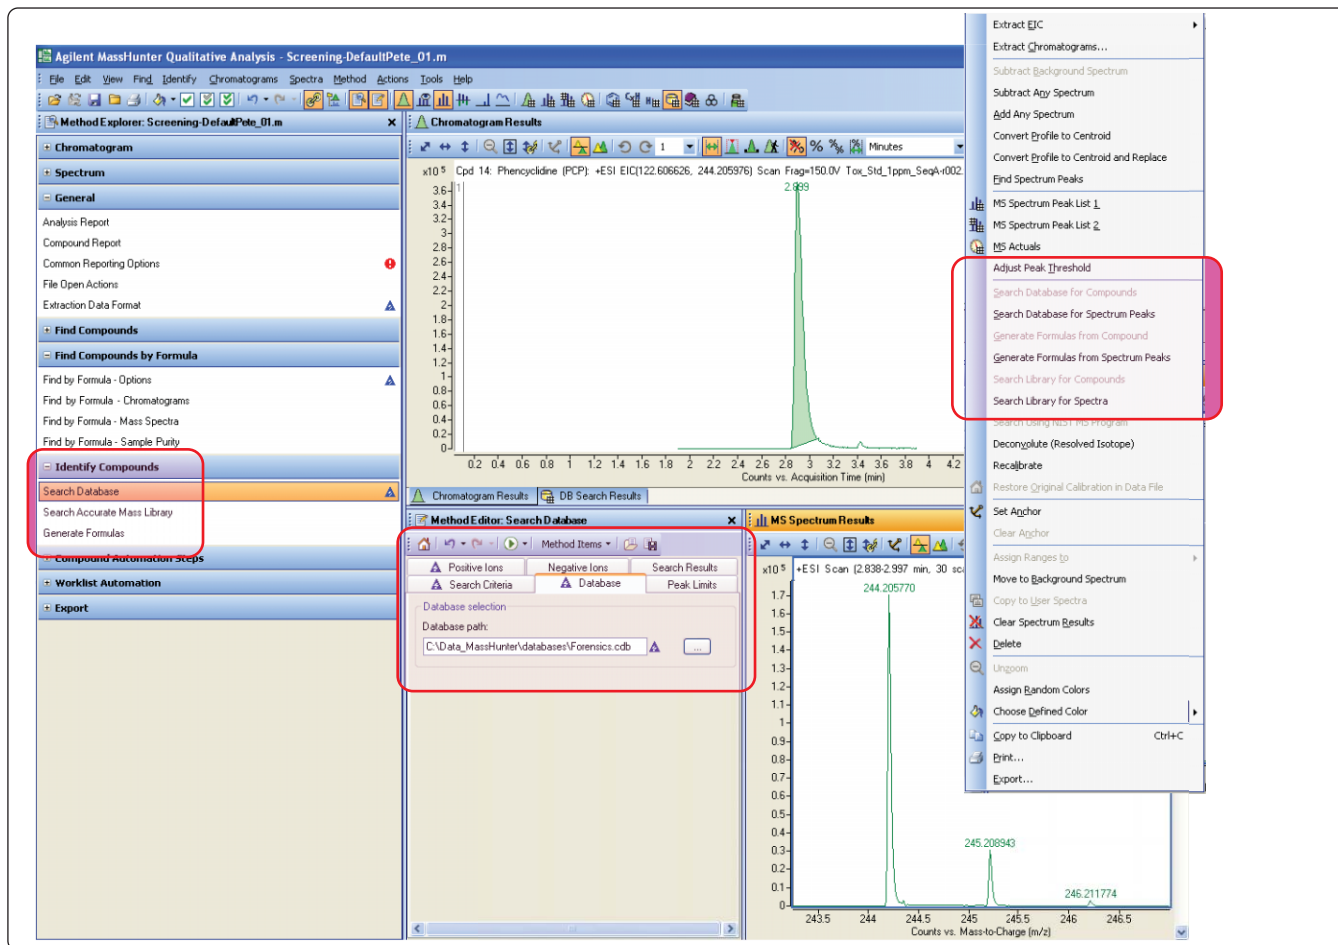 Agilent MassHunter Qualitative Analysis - Screening-DefaultPete_01.m
File Edit View Find Identify Chromatograms Spectra Method Actions Tools Help
Method Explorer: Screening-DefaultPete_01.m
Chromatogram
Spectrum
General
Analysis Report
Compound Report
Common Reporting Options
File Open Actions
Extraction Data Format
Find Compounds
Find Compounds by Formula
Find by Formula - Options
Find by Formula - Chromatograms
Find by Formula - Mass Spectra
Find by Formula - Sample Purity
Identify Compounds
Search Database
Search Accurate Mass Library
Generate Formulas
Compound Automation Steps
Worklist Automation
Export
Chromatogram Results
1 Minutes
x10 5 Cpd 14: Phencyclidine (PCP): +ESI EIC(122.606626, 244.205976) Scan Frag=150.0V Tox_Std_1ppm_SeqA-r002.
1
2.899
3.6
3.4
3.2
3
2.8
2.6
2.4
2.2
2
1.8
1.6
1.4
1.2
1
0.8
0.6
0.4
0.2
0
0.2 0.4 0.6 0.8 1 1.2 1.4 1.6 1.8 2 2.2 2.4 2.6 2.8 3 3.2 3.4 3.6 3.8 4 4.2
Counts vs. Acquisition Time (min)
Chromatogram Results DB Search Results
Method Editor: Search Database
Method Items
Positive Ions Negative Ions Search Results
Search Criteria Database Peak Limits
Database selection
Database path:
C:\Data_MassHunter\databases\Forensics.cdb ...
MS Spectrum Results
x10 5 +ESI Scan (2.838-2.997 min, 30 sca
244.205770
245.208943
246.211774
1.7
1.6
1.5
1.4
1.3
1.2
1.1
1
0.9
0.8
0.7
0.6
0.5
0.4
0.3
0.2
0.1
0
243.5 244 244.5 245 245.5 246 246.5
Counts vs. Mass-to-Charge (m/z)
Extract EIC
Extract Chromatograms...
Subtract Background Spectrum
Subtract Any Spectrum
Add Any Spectrum
Convert Profile to Centroid
Convert Profile to Centroid and Replace
Find Spectrum Peaks
MS Spectrum Peak List 1
MS Spectrum Peak List 2
MS Actuals
Adjust Peak Threshold
Search Database for Compounds
Search Database for Spectrum Peaks
Generate Formulas from Compound
Generate Formulas from Spectrum Peaks
Search Library for Compounds
Search Library for Spectra
Search Using NIST MS Program
Deconvolute (Resolved Isotope)
Recalibrate
Restore Original Calibration in Data File
Set Anchor
Clear Anchor
Assign Ranges to
Move to Background Spectrum
Copy to User Spectra
Clear Spectrum Results
Delete
Unzoom
Assign Random Colors
Choose Defined Color
Copy to Clipboard Ctrl+C
Print...
Export...